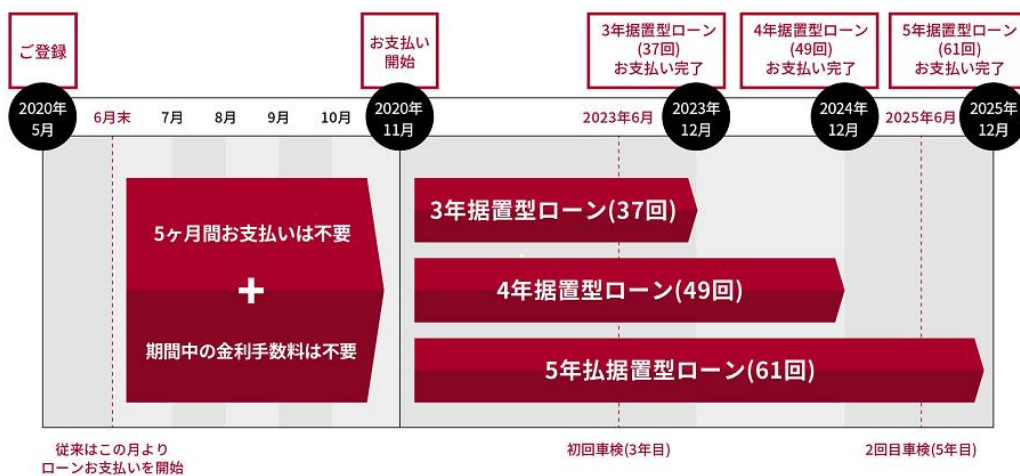 ご登録
お支払い
開始
3年据置型ローン
(37回)
お支払い完了
4年据置型ローン
(49回)
お支払い完了
5年据置型ローン
(61回)
お支払い完了
2020年
5月
6月末
7月
8月
9月
10月
2020年
11月
2023年6月
2023年
12月
2024年
12月
2025年6月
2025年
12月
5ヶ月間お支払いは不要
+
期間中の金利手数料は不要
3年据置型ローン(37回)
4年据置型ローン(49回)
5年払据置型ローン(61回)
従来はこの月より
ローンお支払いを開始
初回車検(3年目)
2回目車検(5年目)